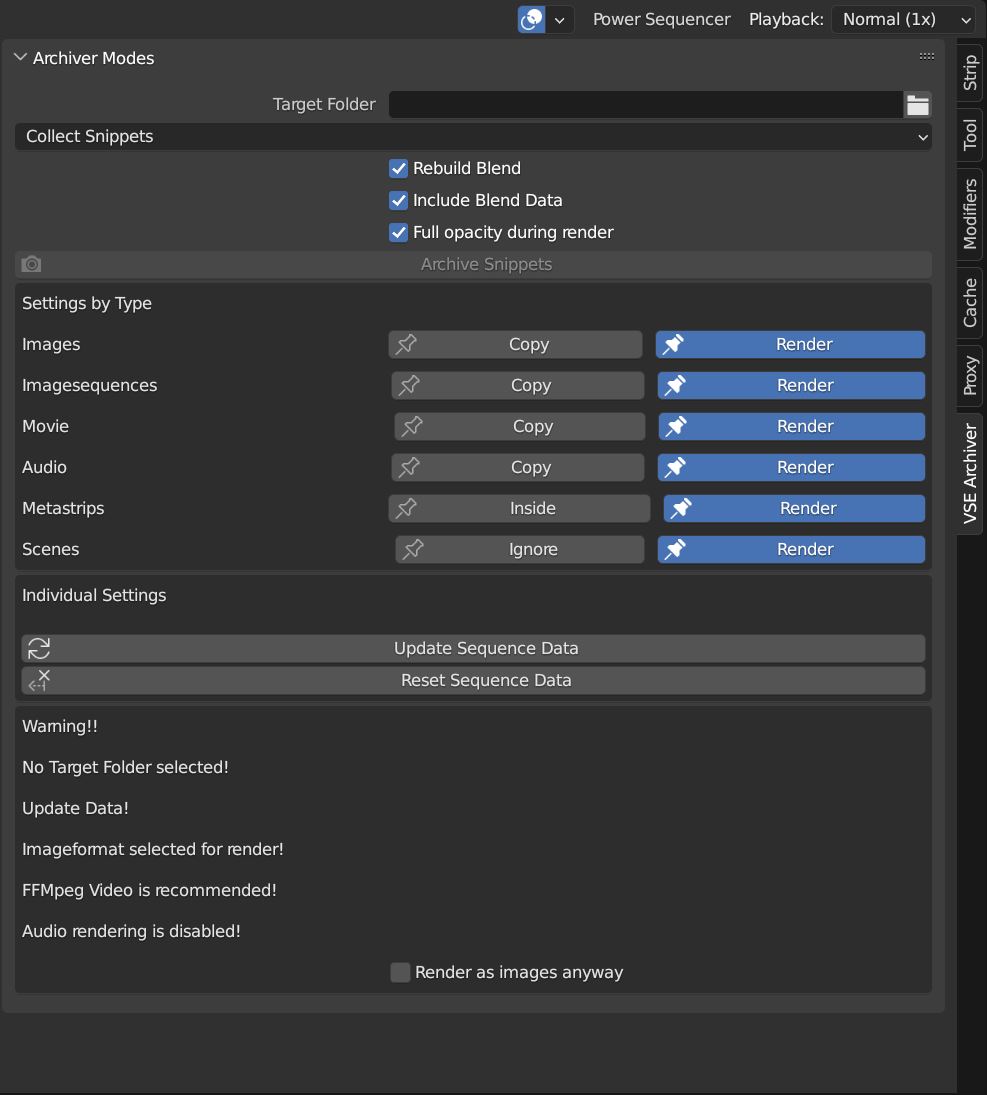 Power Sequencer Playback: Normal (1x)
Archiver Modes
Target Folder
Collect Snippets
Rebuild Blend
Include Blend Data
Full opacity during render
Archive Snippets
Settings by Type
Images Copy Render
Imagesequences Copy Render
Movie Copy Render
Audio Copy Render
Metastrips Inside Render
Scenes Ignore Render
Individual Settings
Update Sequence Data
Reset Sequence Data
Warning!!
No Target Folder selected!
Update Data!
Imageformat selected for render!
FFMpeg Video is recommended!
Audio rendering is disabled!
Render as images anyway
Strip
Tool
Modifiers
Cache
Proxy
VSE Archiver